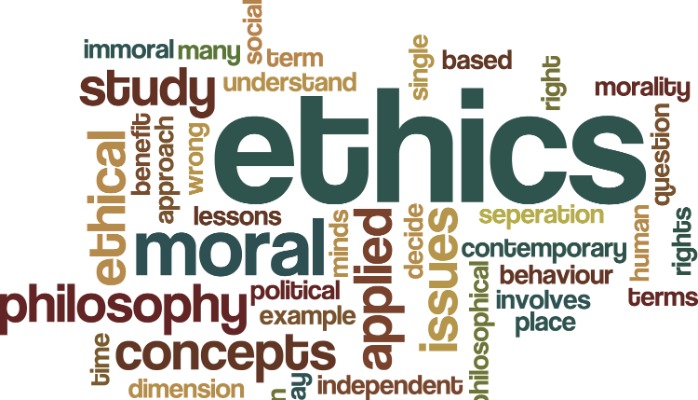 immoral
many
social
term
single
based
right
morality
study
understand
ethics
question
ethical
benefit
approach
wrong
lessons
moral
minds
applied
decide
issues
seperation
contemporary
human
rights
behaviour
philosophical
involves
place
terms
philosophy
political
example
time
concepts
dimension
independent